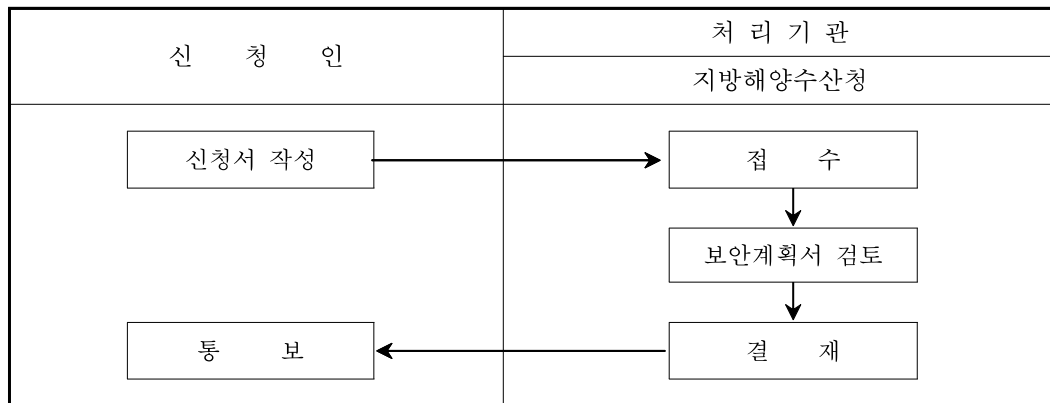 신 청 인
처 리 기 관
지방해양수산청
신청서 작성
접 수
보안계획서 검토
통 보
결 재